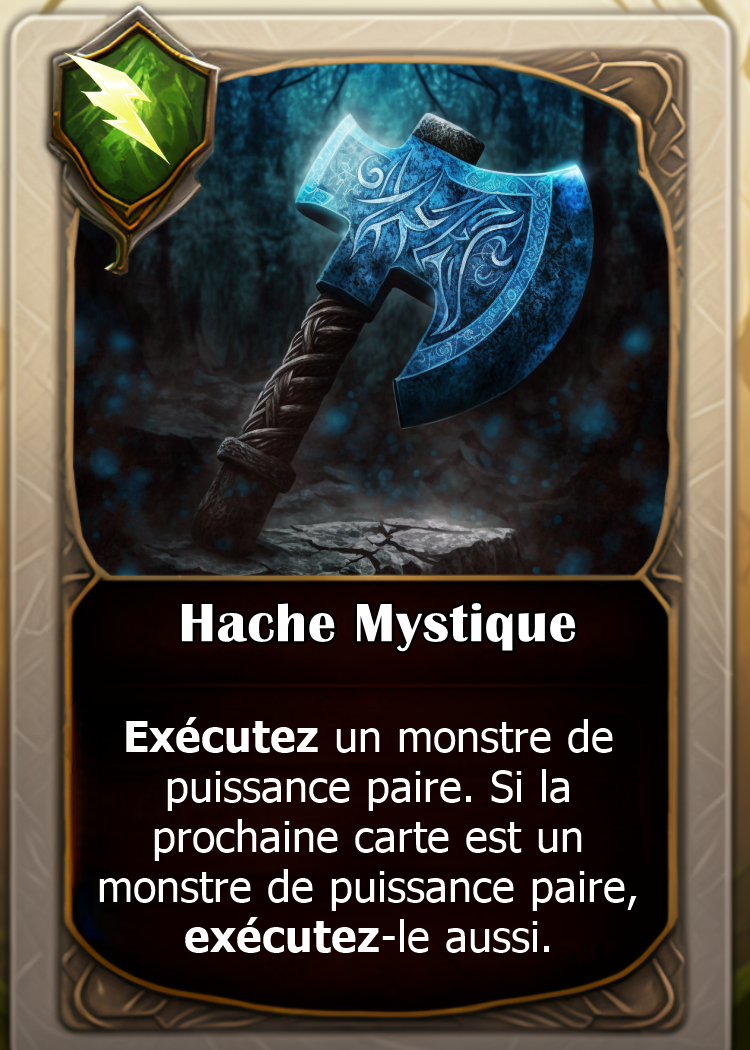 Hache Mystique
Exécutez un monstre de
puissance paire. Si la
prochaine carte est un
monstre de puissance paire,
exécutez-le aussi.